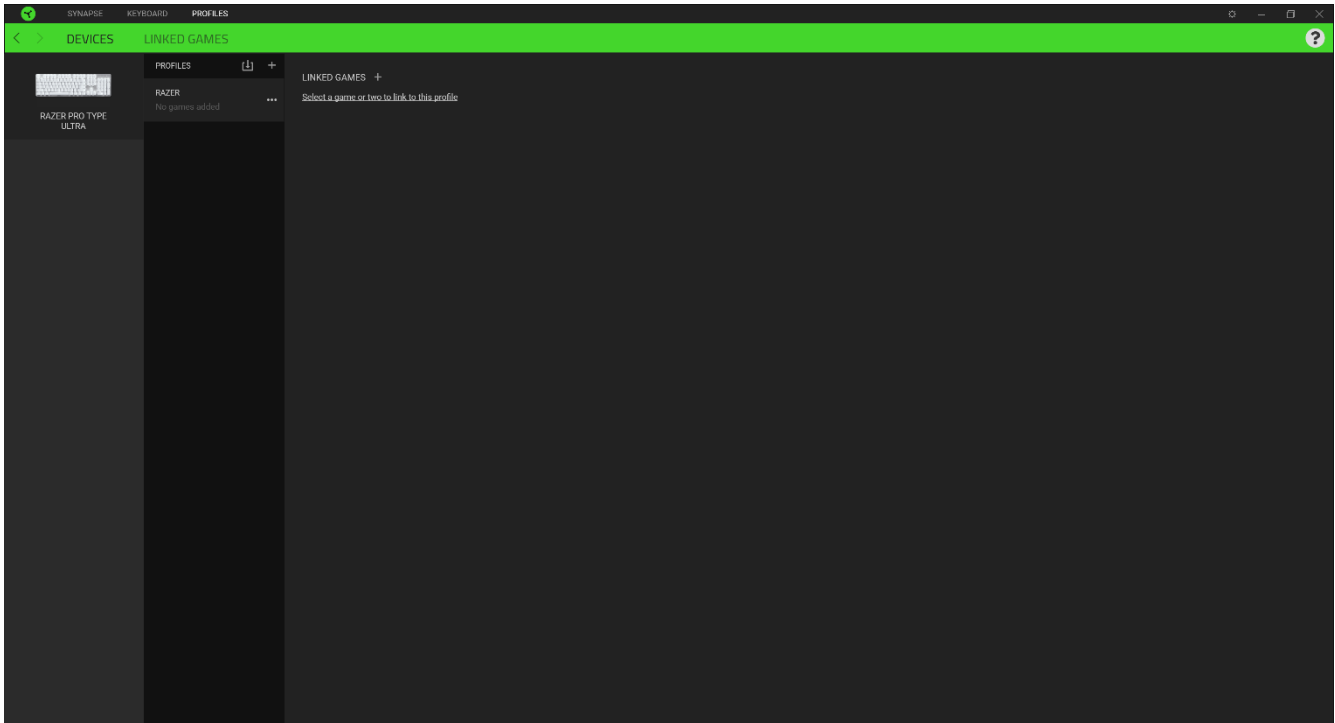 SYNAPSE KEYBOARD PROFILES
DEVICES LINKED GAMES ?
RAZER PRO TYPE
ULTRA
PROFILES +
RAZER
No games added
LINKED GAMES +
Select a game or two to link to this profile